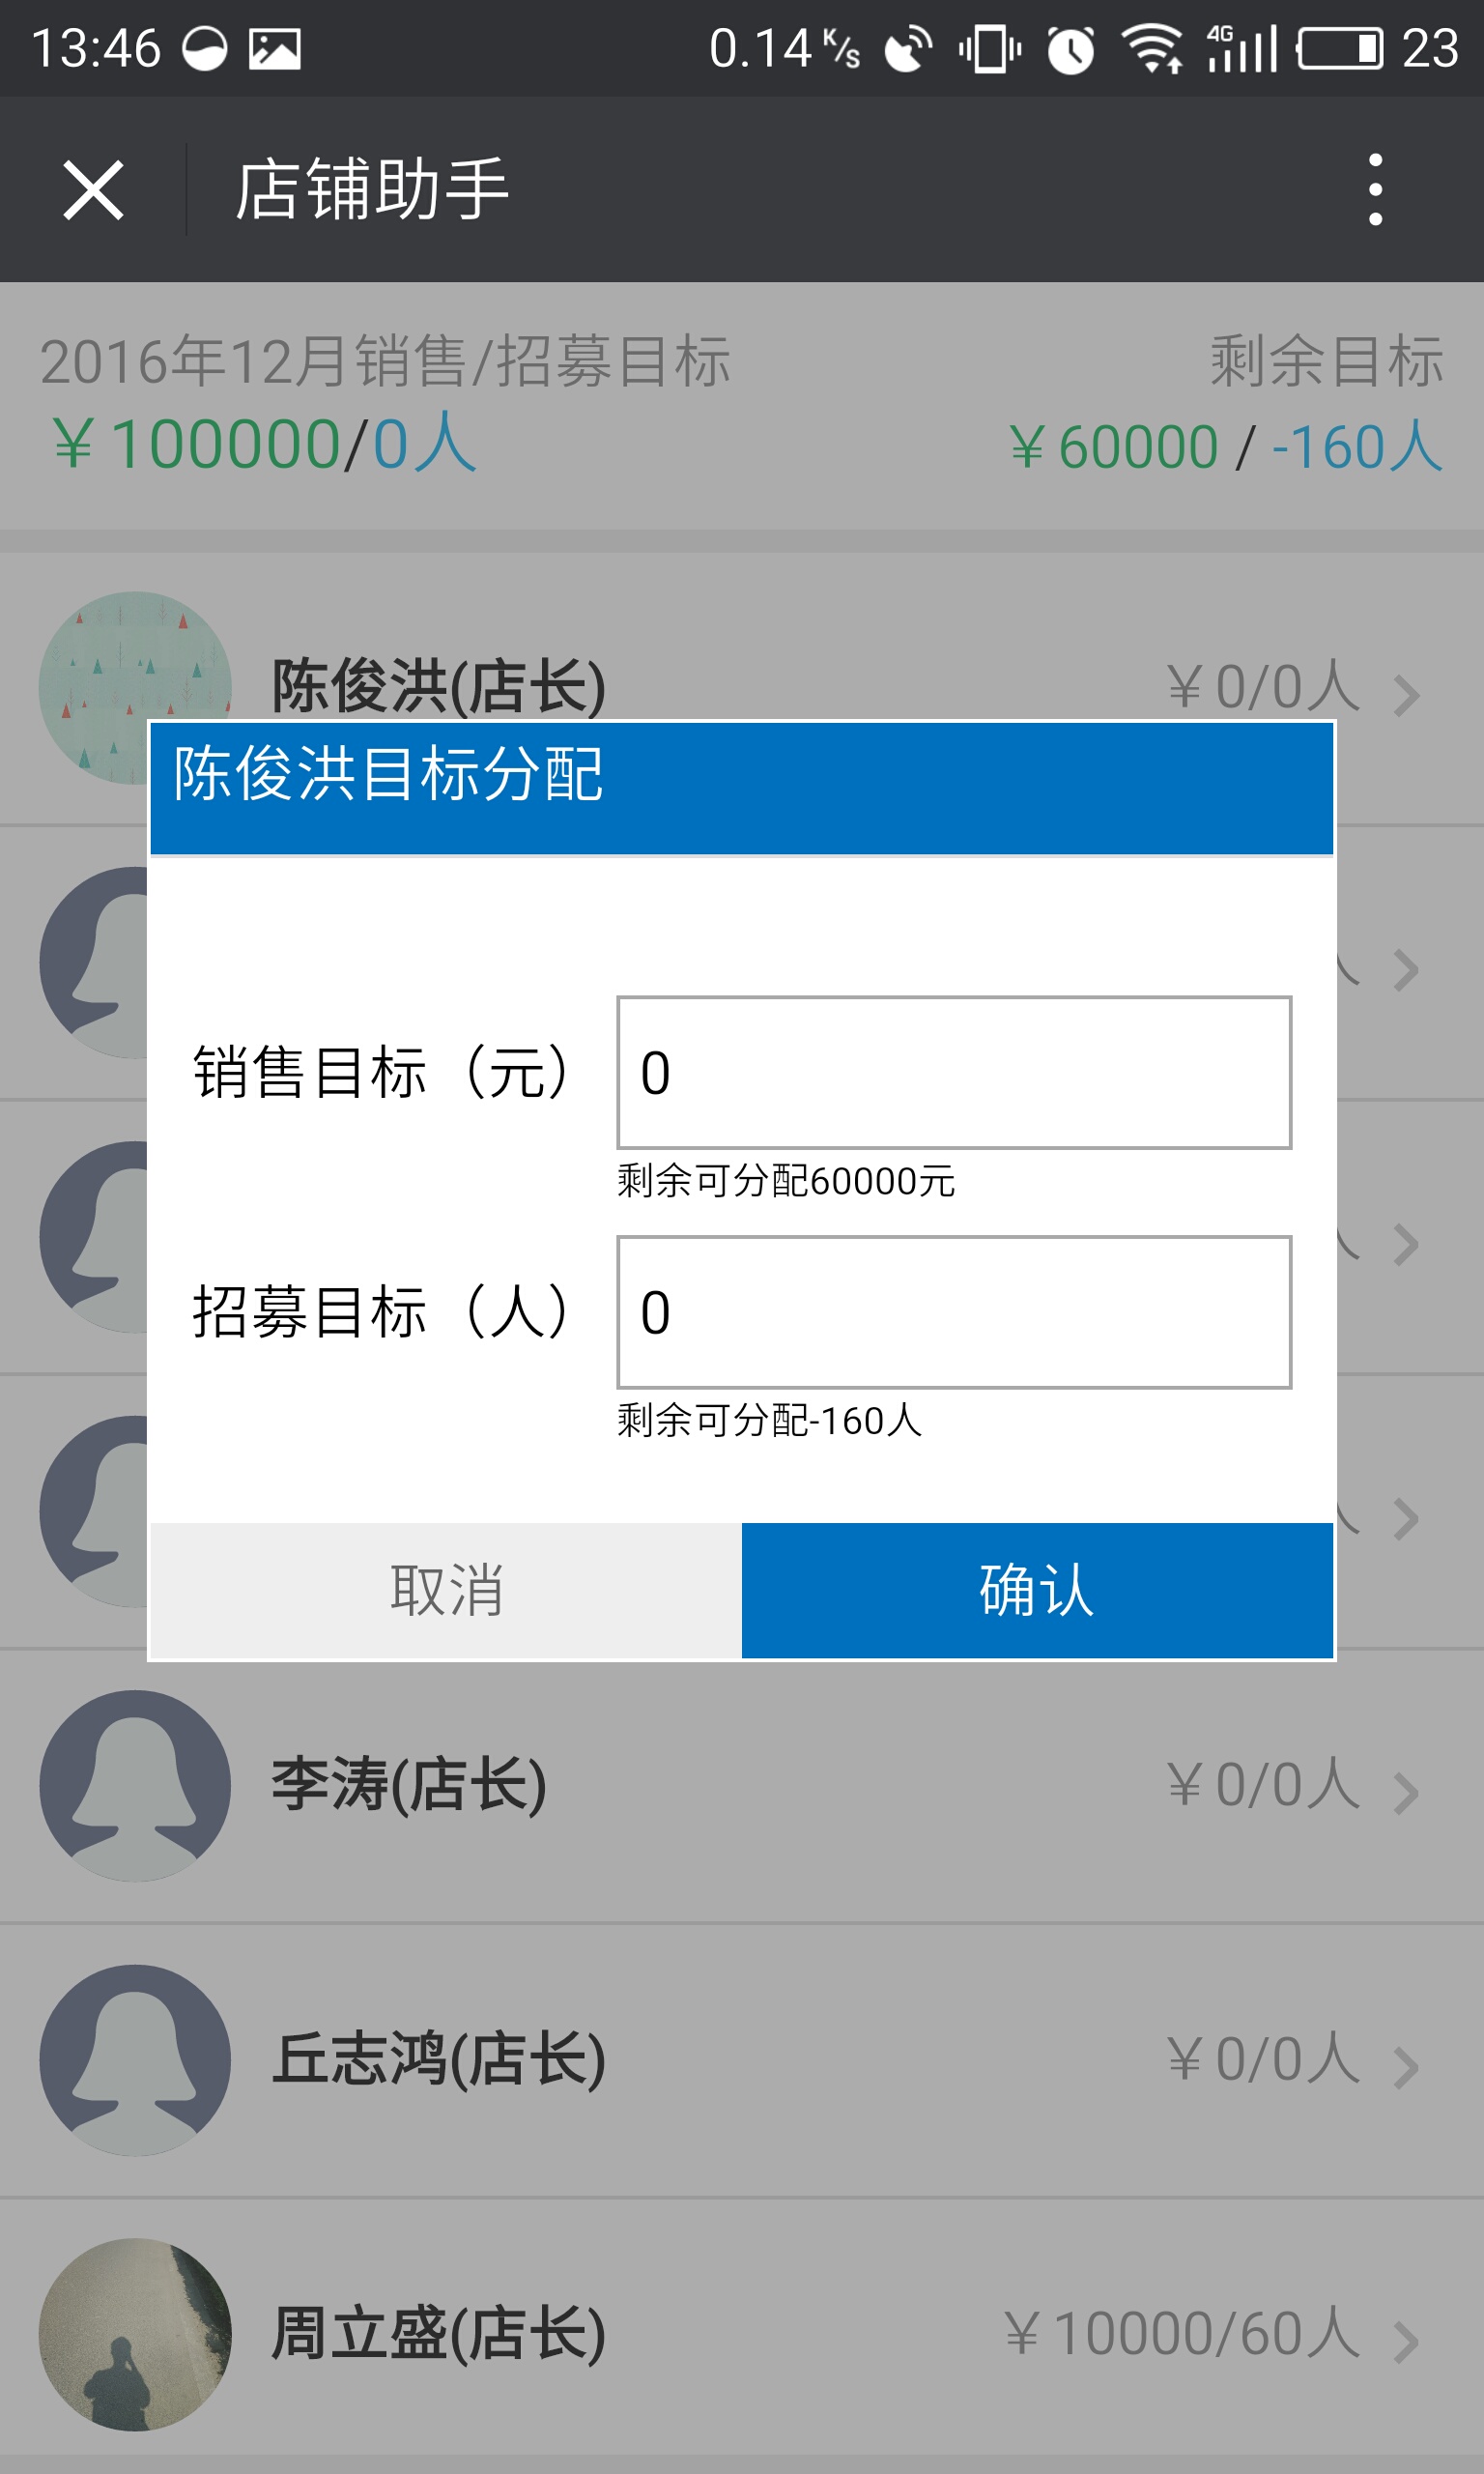 13:46
0.14 K/s 4G 23
店铺助手
2016年12月销售/招募目标 剩余目标
￥100000/0人 ￥60000 / -160人
陈俊洪(店长) ￥0/0人
陈俊洪目标分配
人
销售目标（元） 0
剩余可分配60000元
人
招募目标（人） 0
剩余可分配-160人
人
取消 确认
李涛(店长) ￥0/0人
丘志鸿(店长) ￥0/0人
周立盛(店长) ￥10000/60人